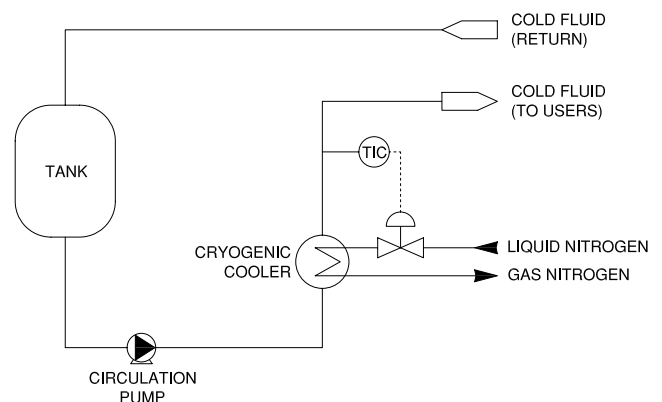 COLD FLUID
(RETURN)
COLD FLUID
(TO USERS)
TANK
TIC
CRYOGENIC
COOLER
LIQUID NITROGEN
GAS NITROGEN
CIRCULATION
PUMP